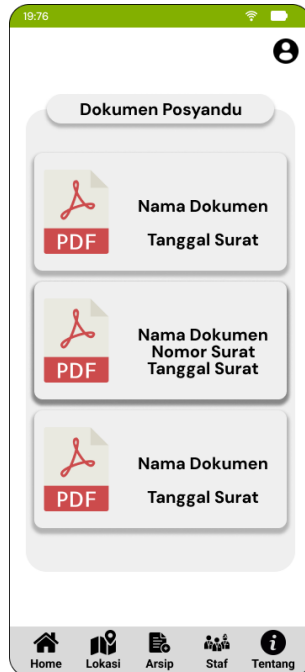 19:76
Dokumen Posyandu
PDF
Nama Dokumen
Tanggal Surat
PDF
Nama Dokumen
Nomor Surat
Tanggal Surat
PDF
Nama Dokumen
Tanggal Surat
Home Lokasi Arsip Staf Tentang